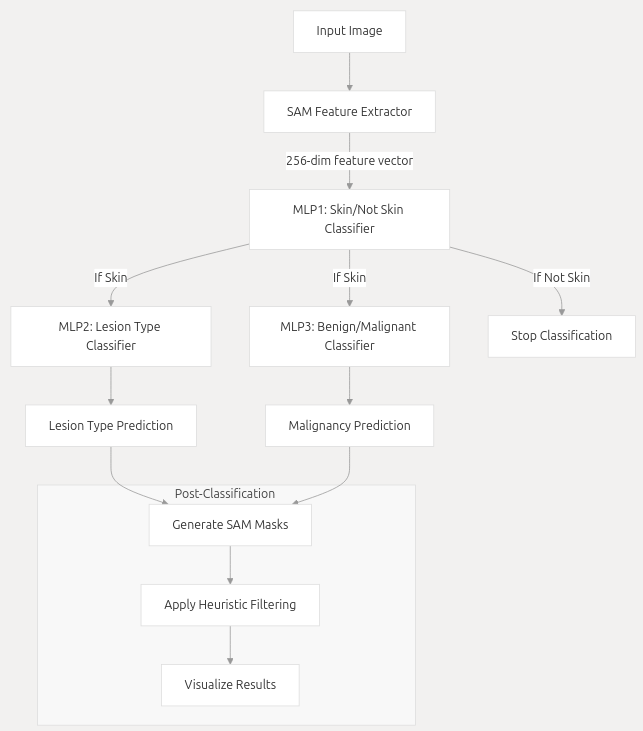 Input Image
SAM Feature Extractor
256-dim feature vector
MLP1: Skin/Not Skin
Classifier
If Skin
If Skin
If Not Skin
MLP2: Lesion Type
Classifier
MLP3: Benign/Malignant
Classifier
Stop Classification
Lesion Type Prediction
Malignancy Prediction
Post-Classification
Generate SAM Masks
Apply Heuristic Filtering
Visualize Results